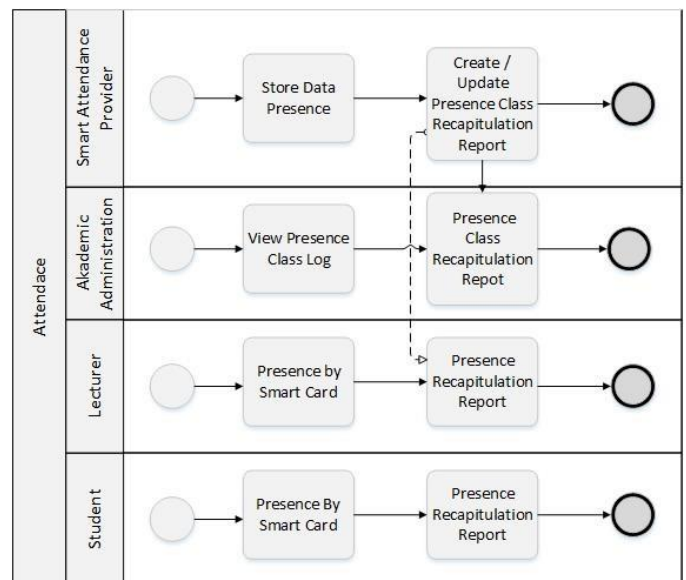 Attendace
Smart Attendance
Provider
Store Data
Presence
Create /
Update
Presence Class
Recapitulation
Report
Akademic
Administration
View Presence
Class Log
Presence
Class
Recapitulation
Repot
Lecturer
Presence by
Smart Card
Presence
Recapitulation
Report
Student
Presence By
Smart Card
Presence
Recapitulation
Report